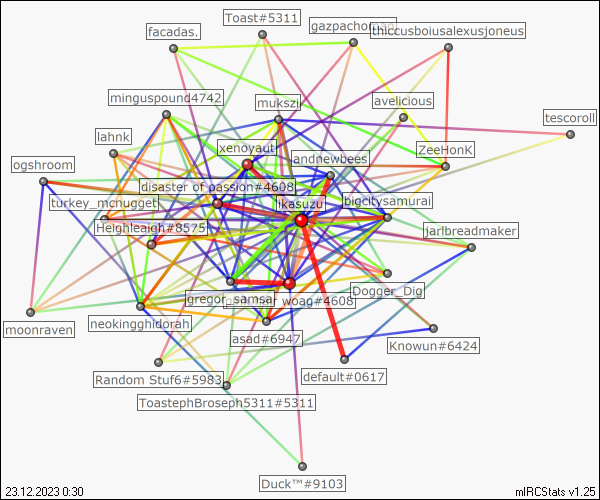 Toast#5311
gazpachoman
facadas.
thiccusboiusalexusjoneus
minguspound4742
mukszi
avelicious
tescoroll
lahnk
xenoyaut
ZeeHonK
ogshroom
andnewbees
disaster of passion#4608
turkey_mcnugget
ikasuzu
bigcitysamurai
Heighleaigh#8575
jarlbreadmaker
gregor_samsa
woag#4608
Dogger_Dig
moonraven
neokingghidorah
asad#6947
Knowun#6424
Random Stuf6#5983
default#0617
ToastephBroseph5311#5311
Duck™#9103
23.12.2023 0:30
mIRCStats v1.25